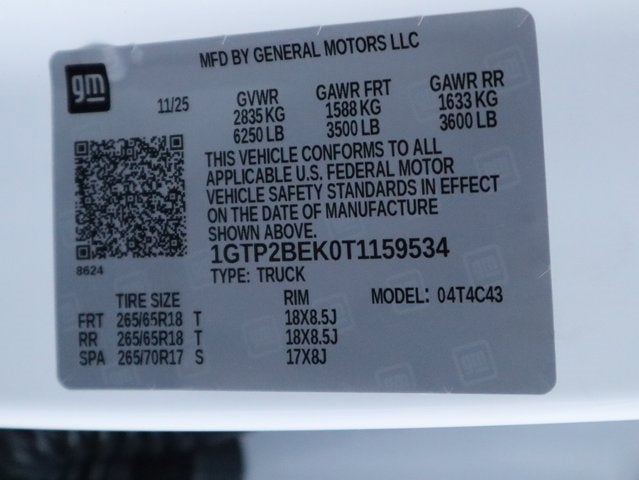 MFD BY GENERAL MOTORS LLC
gm
11/25
GVWR GAWR FRT GAWR RR
2835 KG 1588 KG 1633 KG
6250 LB 3500 LB 3600 LB
THIS VEHICLE CONFORMS TO ALL
APPLICABLE U.S. FEDERAL MOTOR
VEHICLE SAFETY STANDARDS IN EFFECT
ON THE DATE OF MANUFACTURE
SHOWN ABOVE.
8624
1GTP2BEK0T1159534
TYPE: TRUCK
TIRE SIZE RIM MODEL: 04T4C43
FRT 265/65R18 T 18X8.5J
RR 265/65R18 T 18X8.5J
SPA 265/70R17 S 17X8J